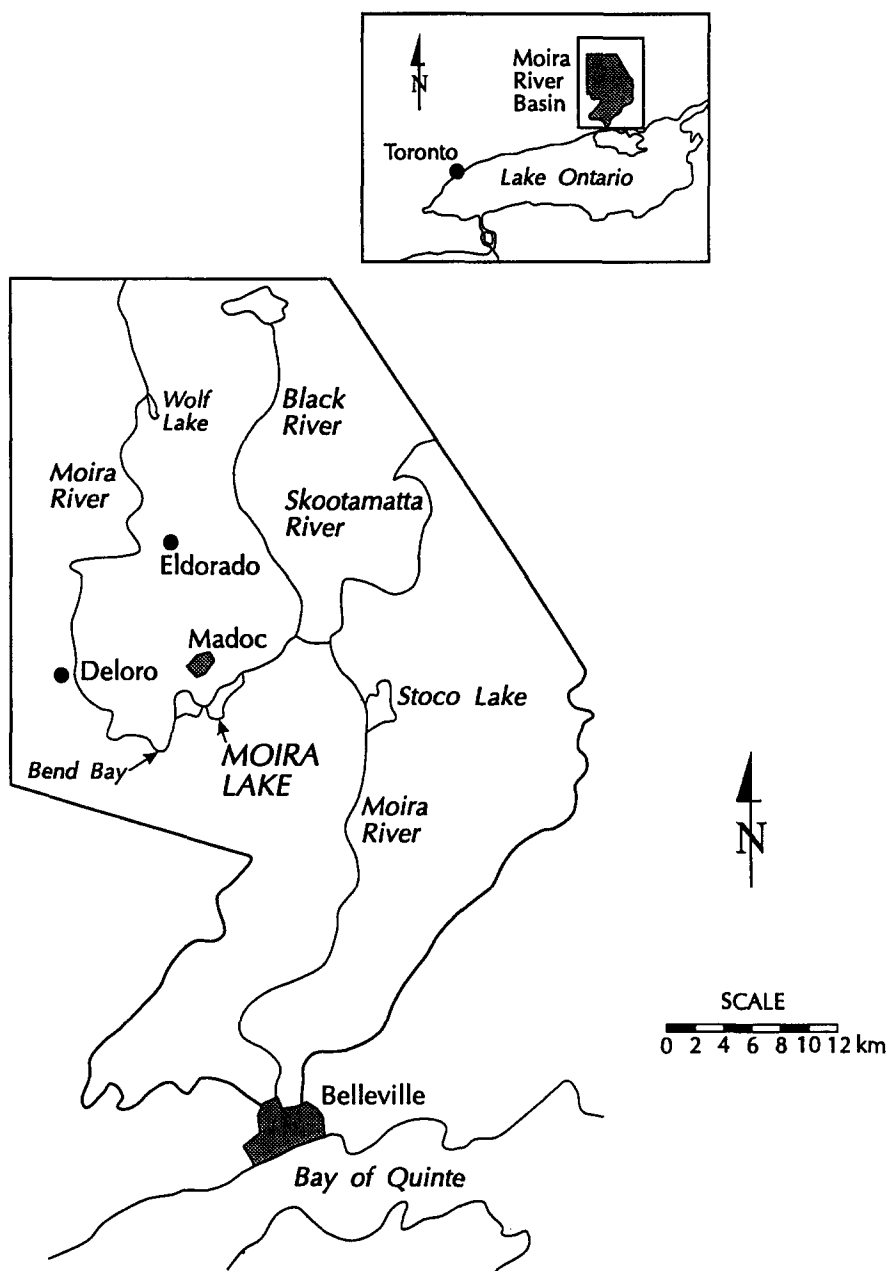 Moira
River
Basin
N
Toronto
Lake Ontario
Wolf
Lake
Black
River
Moira
River
Skootamatta
River
Eldorado
Madoc
Deloro
Stoco Lake
Bend Bay
MOIRA
LAKE
Moira
River
N
SCALE
0 2 4 6 8 10 12 km
Belleville
Bay of Quinte